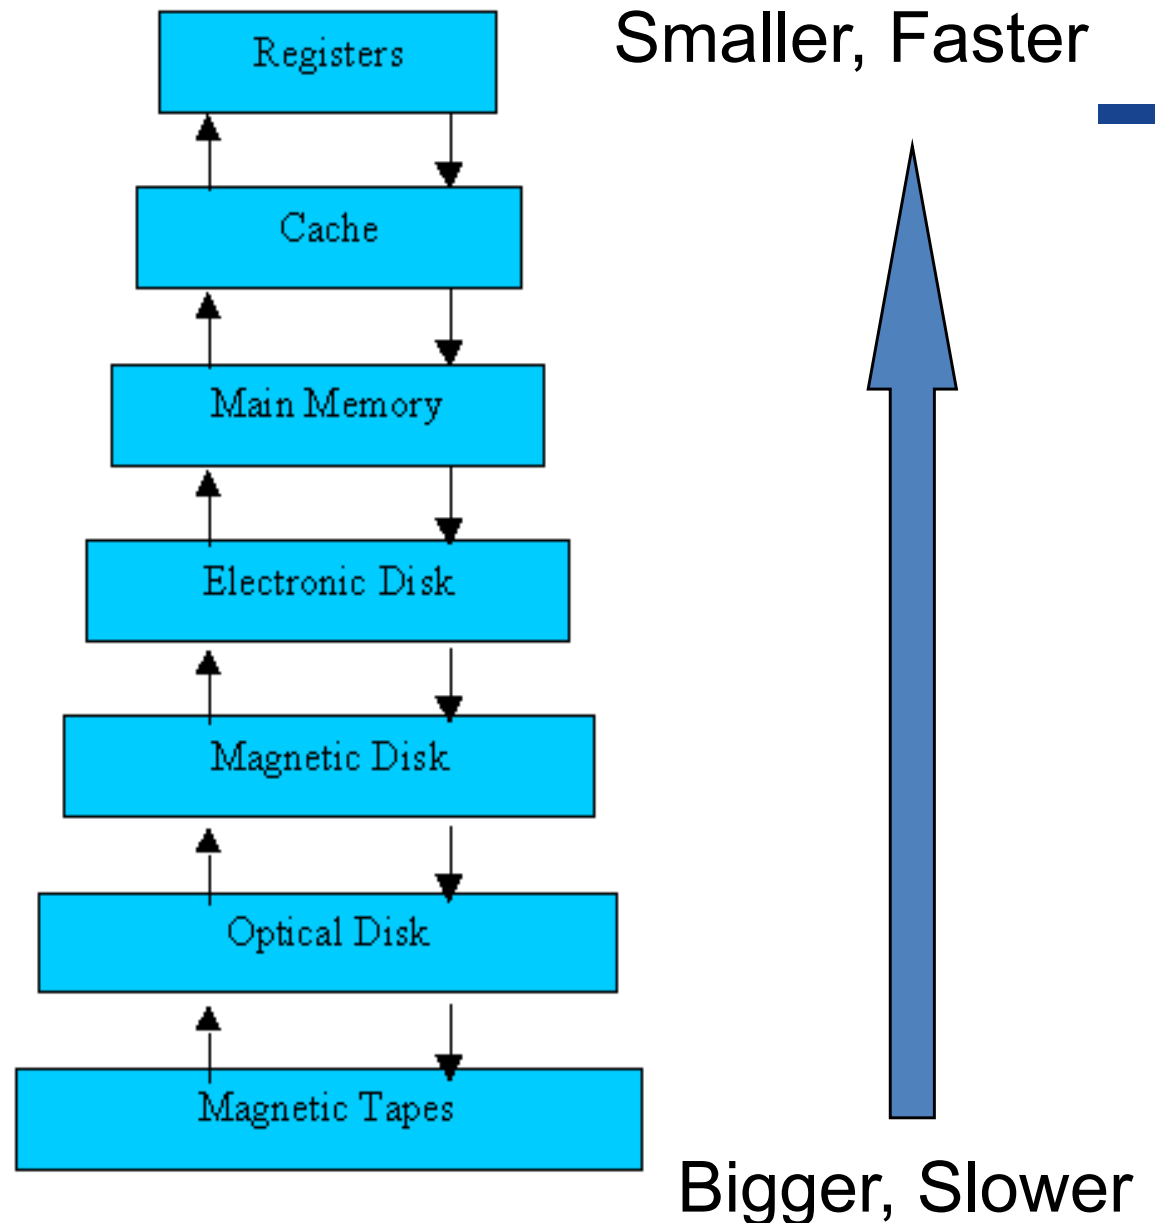 Smaller, Faster
Registers
Cache
Main Memory
Electronic Disk
Magnetic Disk
Optical Disk
Magnetic Tapes
Bigger, Slower